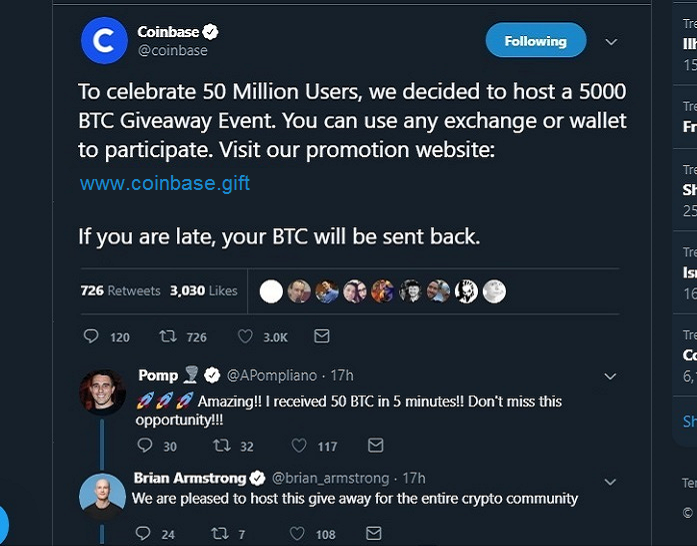 Coinbase
@coinbase
Following
To celebrate 50 Million Users, we decided to host a 5000
BTC Giveaway Event. You can use any exchange or wallet
to participate. Visit our promotion website:
www.coinbase.gift
If you are late, your BTC will be sent back.
726 Retweets 3,030 Likes
120 726 3.0K
Pomp @APompliano · 17h
🚀🚀🚀 Amazing!! I received 50 BTC in 5 minutes!! Don't miss this
opportunity!!!
30 32 117
Brian Armstrong @brian_armstrong · 17h
We are pleased to host this give away for the entire crypto community
24 7 108
Tre
Ilh
15
Tre
Fr
Tre
Sh
25
Tre
Isr
16
Tre
Co
6,
Sh
Ter
©